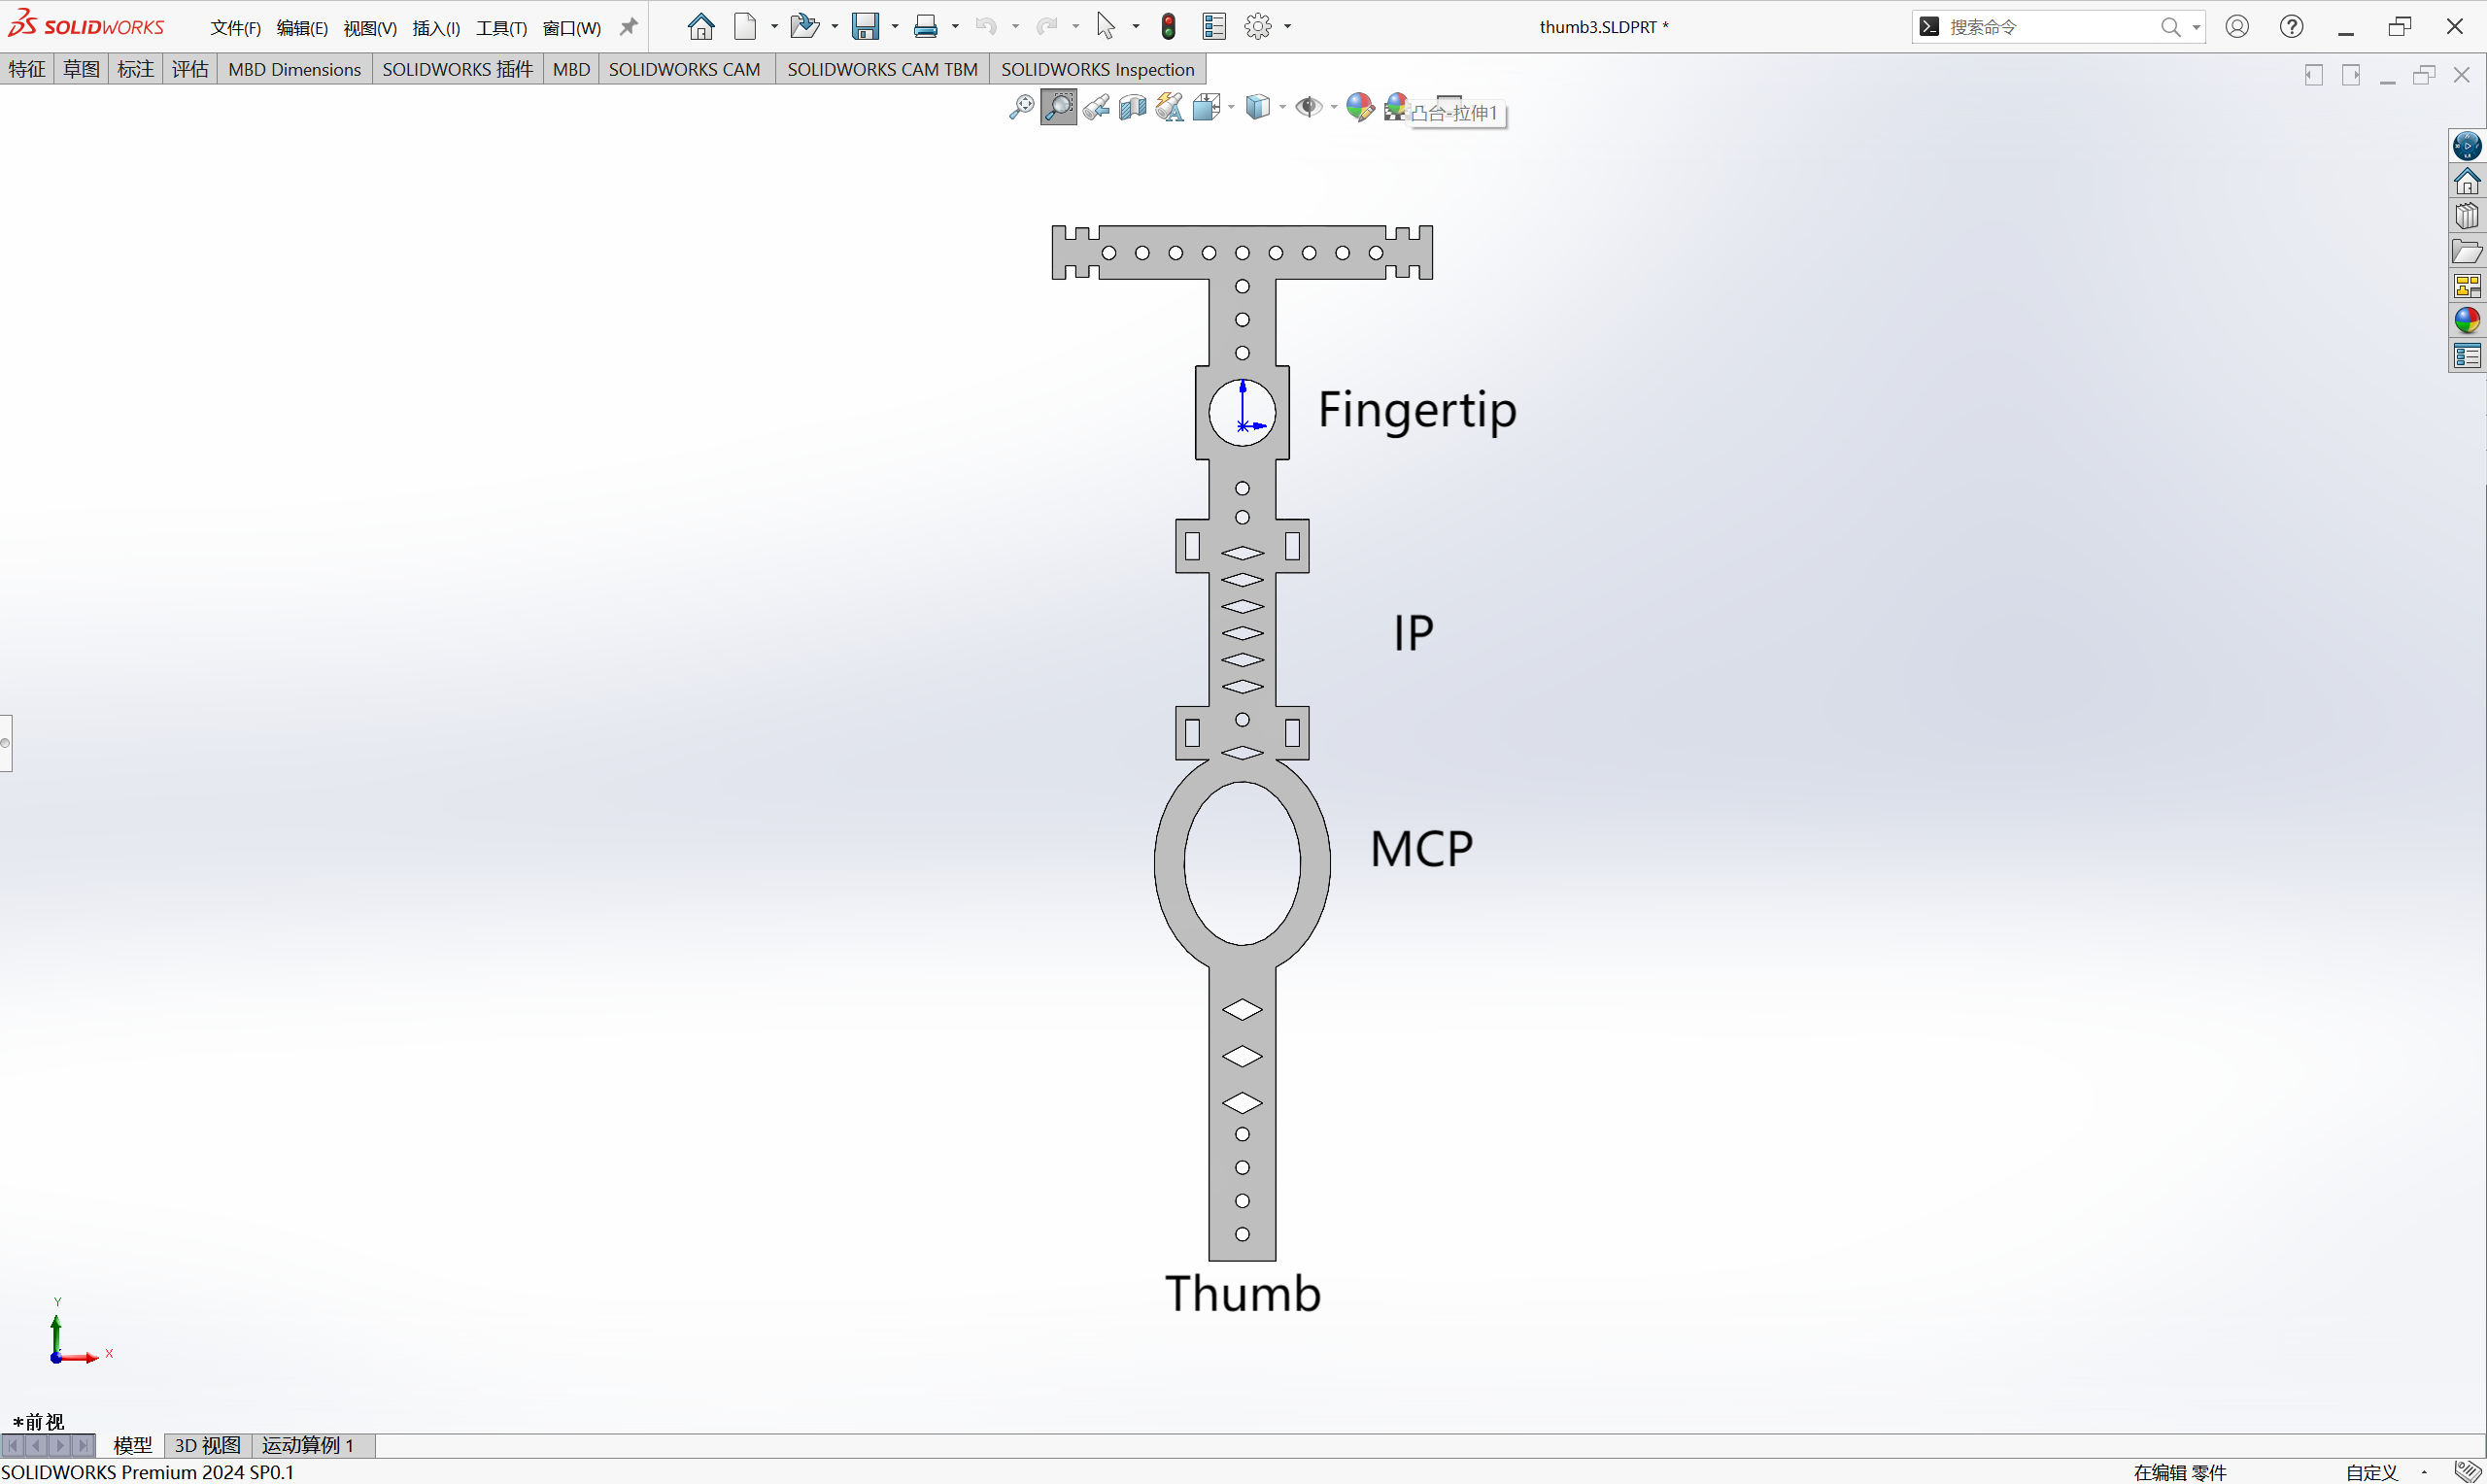 SOLIDWORKS 文件(F) 编辑(E) 视图(V) 插入(I) 工具(T) 窗口(W) thumb3.SLDPRT * 搜索命令
特征 草图 标注 评估 MBD Dimensions SOLIDWORKS 插件 MBD SOLIDWORKS CAM SOLIDWORKS CAM TBM SOLIDWORKS Inspection
凸台-拉伸1
Fingertip
IP
MCP
Thumb
Y
X
*前视
模型 3D 视图 运动算例 1
SOLIDWORKS Premium 2024 SP0.1 在编辑 零件 自定义